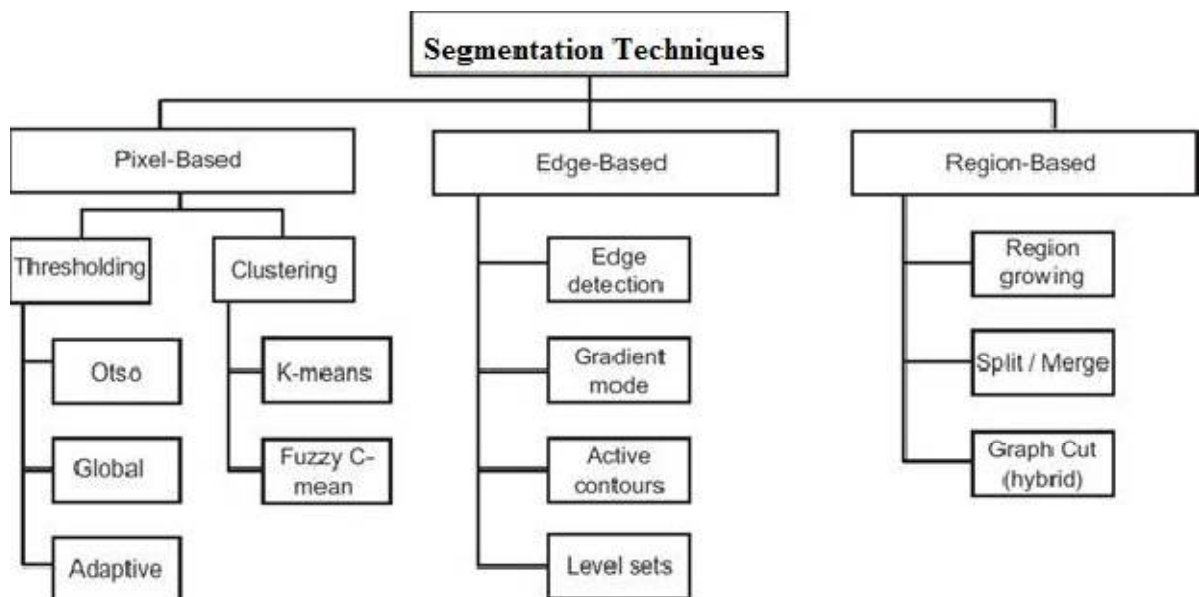 Segmentation Techniques
Pixel-Based
Edge-Based
Region-Based
Thresholding
Clustering
Otso
Global
Adaptive
K-means
Fuzzy C-
mean
Edge
detection
Gradient
mode
Active
contours
Level sets
Region
growing
Split / Merge
Graph Cut
(hybrid)